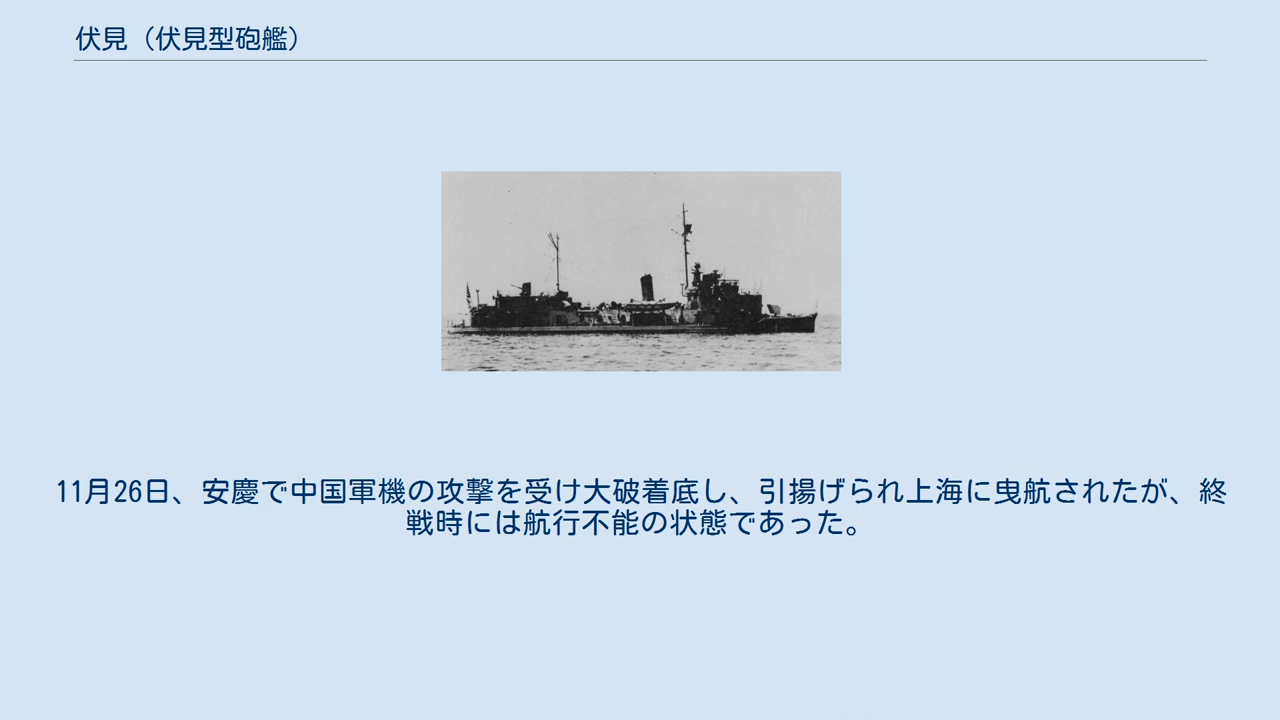 伏見（伏見型砲艦）
11月26日、安慶で中国軍機の攻撃を受け大破着底し、引揚げられ上海に曳航されたが、終
戦時には航行不能の状態であった。